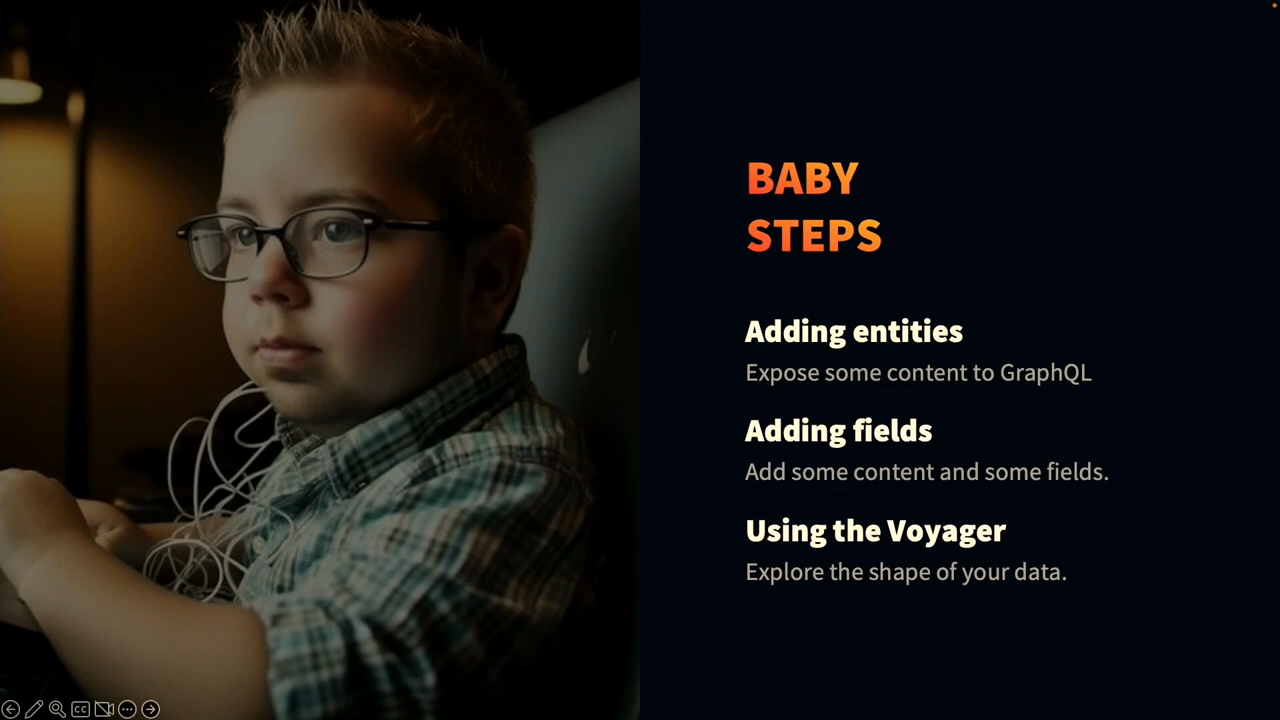 BABY
STEPS
Adding entities
Expose some content to GraphQL
Adding fields
Add some content and some fields.
Using the Voyager
Explore the shape of your data.
CC